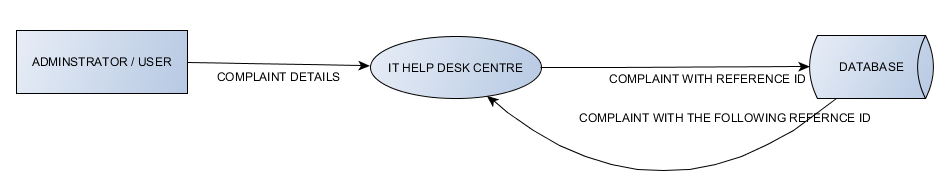 ADMINSTRATOR / USER
COMPLAINT DETAILS
IT HELP DESK CENTRE
COMPLAINT WITH REFERENCE ID
DATABASE
COMPLAINT WITH THE FOLLOWING REFERNCE ID